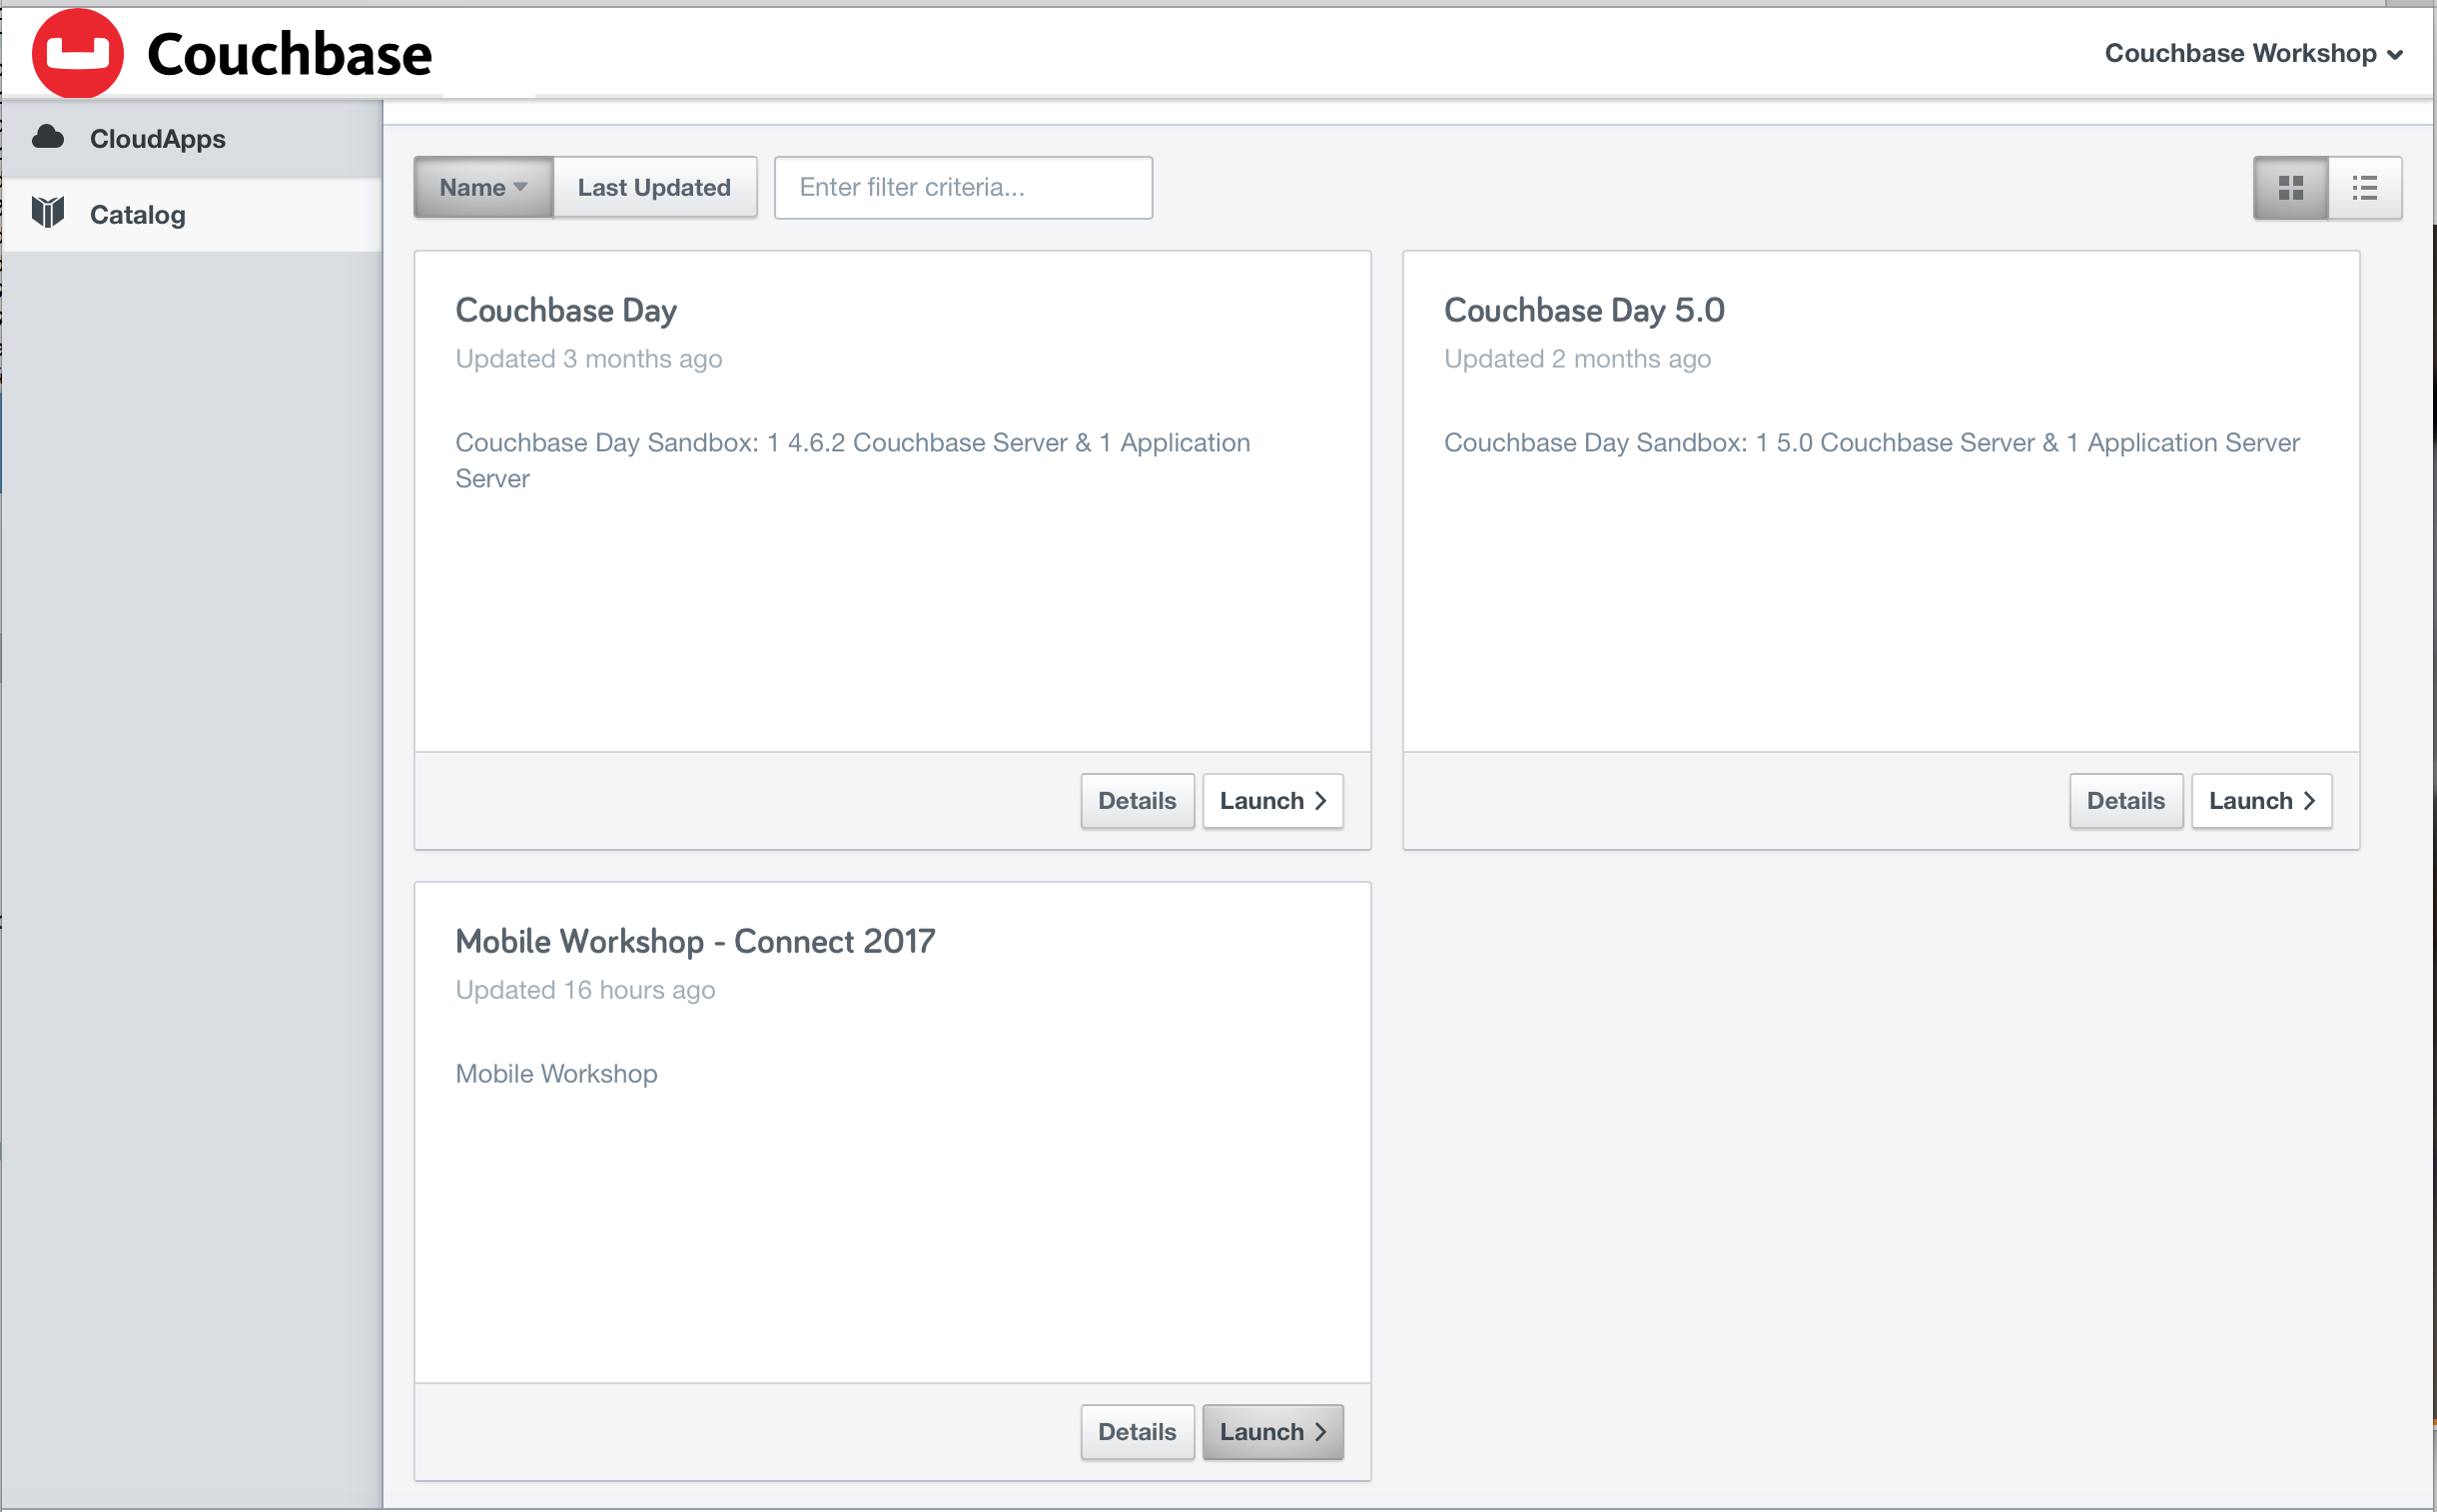 Couchbase
Couchbase Workshop
CloudApps
Catalog
Name
Last Updated
Enter filter criteria...
Couchbase Day
Updated 3 months ago
Couchbase Day Sandbox: 1 4.6.2 Couchbase Server & 1 Application
Server
Details
Launch
Couchbase Day 5.0
Updated 2 months ago
Couchbase Day Sandbox: 1 5.0 Couchbase Server & 1 Application Server
Details
Launch
Mobile Workshop - Connect 2017
Updated 16 hours ago
Mobile Workshop
Details
Launch